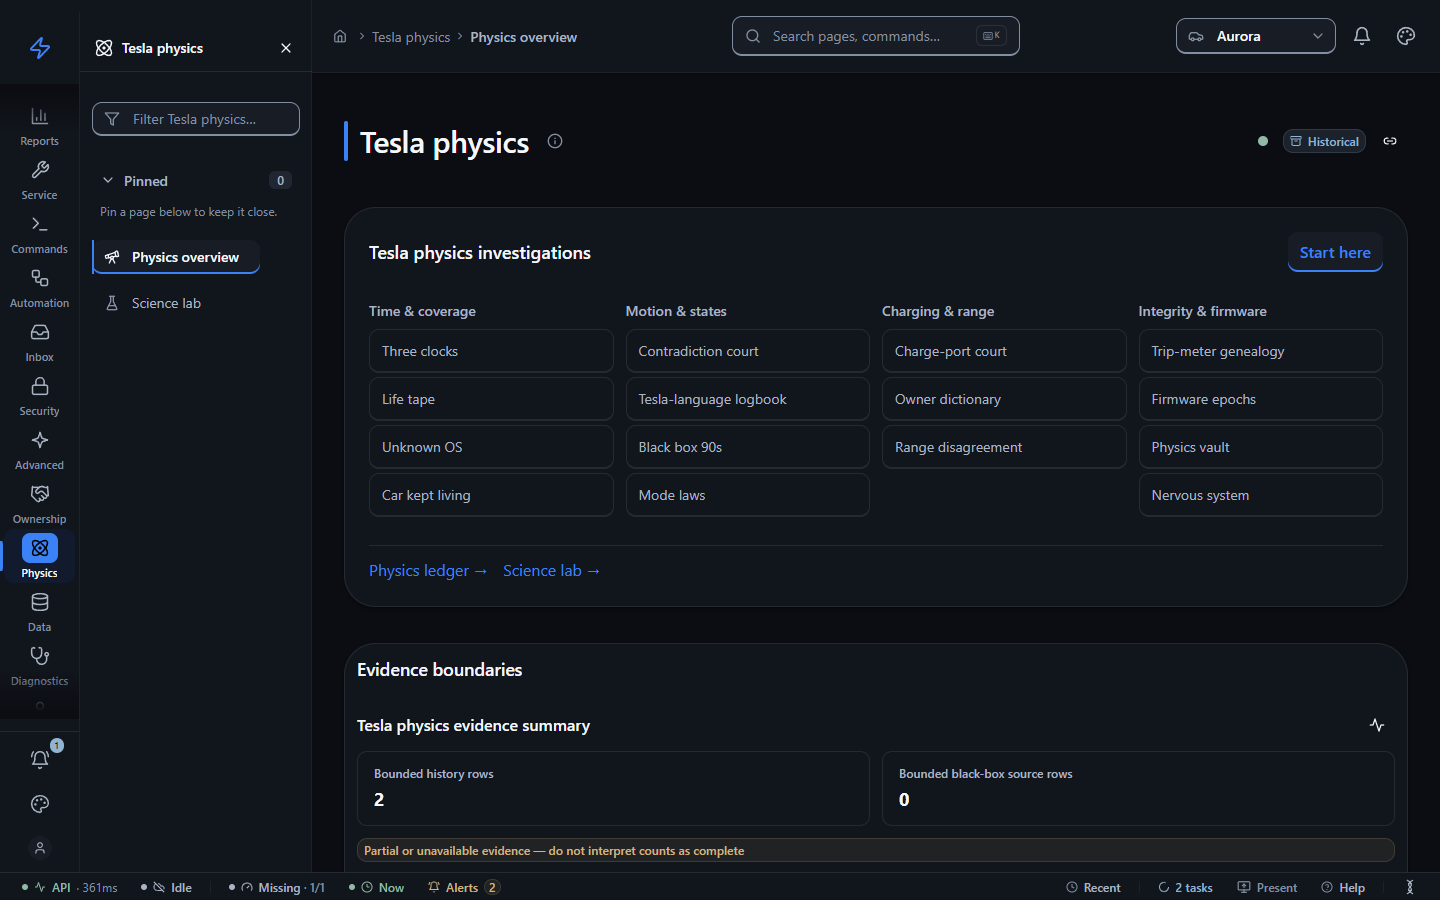 Tesla physics
Tesla physics
Physics overview
Search pages, commands...
K
Aurora
Reports
Service
Commands
Automation
Inbox
Security
Advanced
Ownership
Physics
Data
Diagnostics
1
Filter Tesla physics...
Pinned
0
Pin a page below to keep it close.
Physics overview
Science lab
Tesla physics
Historical
Tesla physics investigations
Start here
Time & coverage
Three clocks
Life tape
Unknown OS
Car kept living
Motion & states
Contradiction court
Tesla-language logbook
Black box 90s
Mode laws
Charging & range
Charge-port court
Owner dictionary
Range disagreement
Integrity & firmware
Trip-meter genealogy
Firmware epochs
Physics vault
Nervous system
Physics ledger →
Science lab →
Evidence boundaries
Tesla physics evidence summary
Bounded history rows
2
Bounded black-box source rows
0
Partial or unavailable evidence — do not interpret counts as complete
API · 361ms
Idle
Missing · 1/1
Now
Alerts 2
Recent
2 tasks
Present
Help